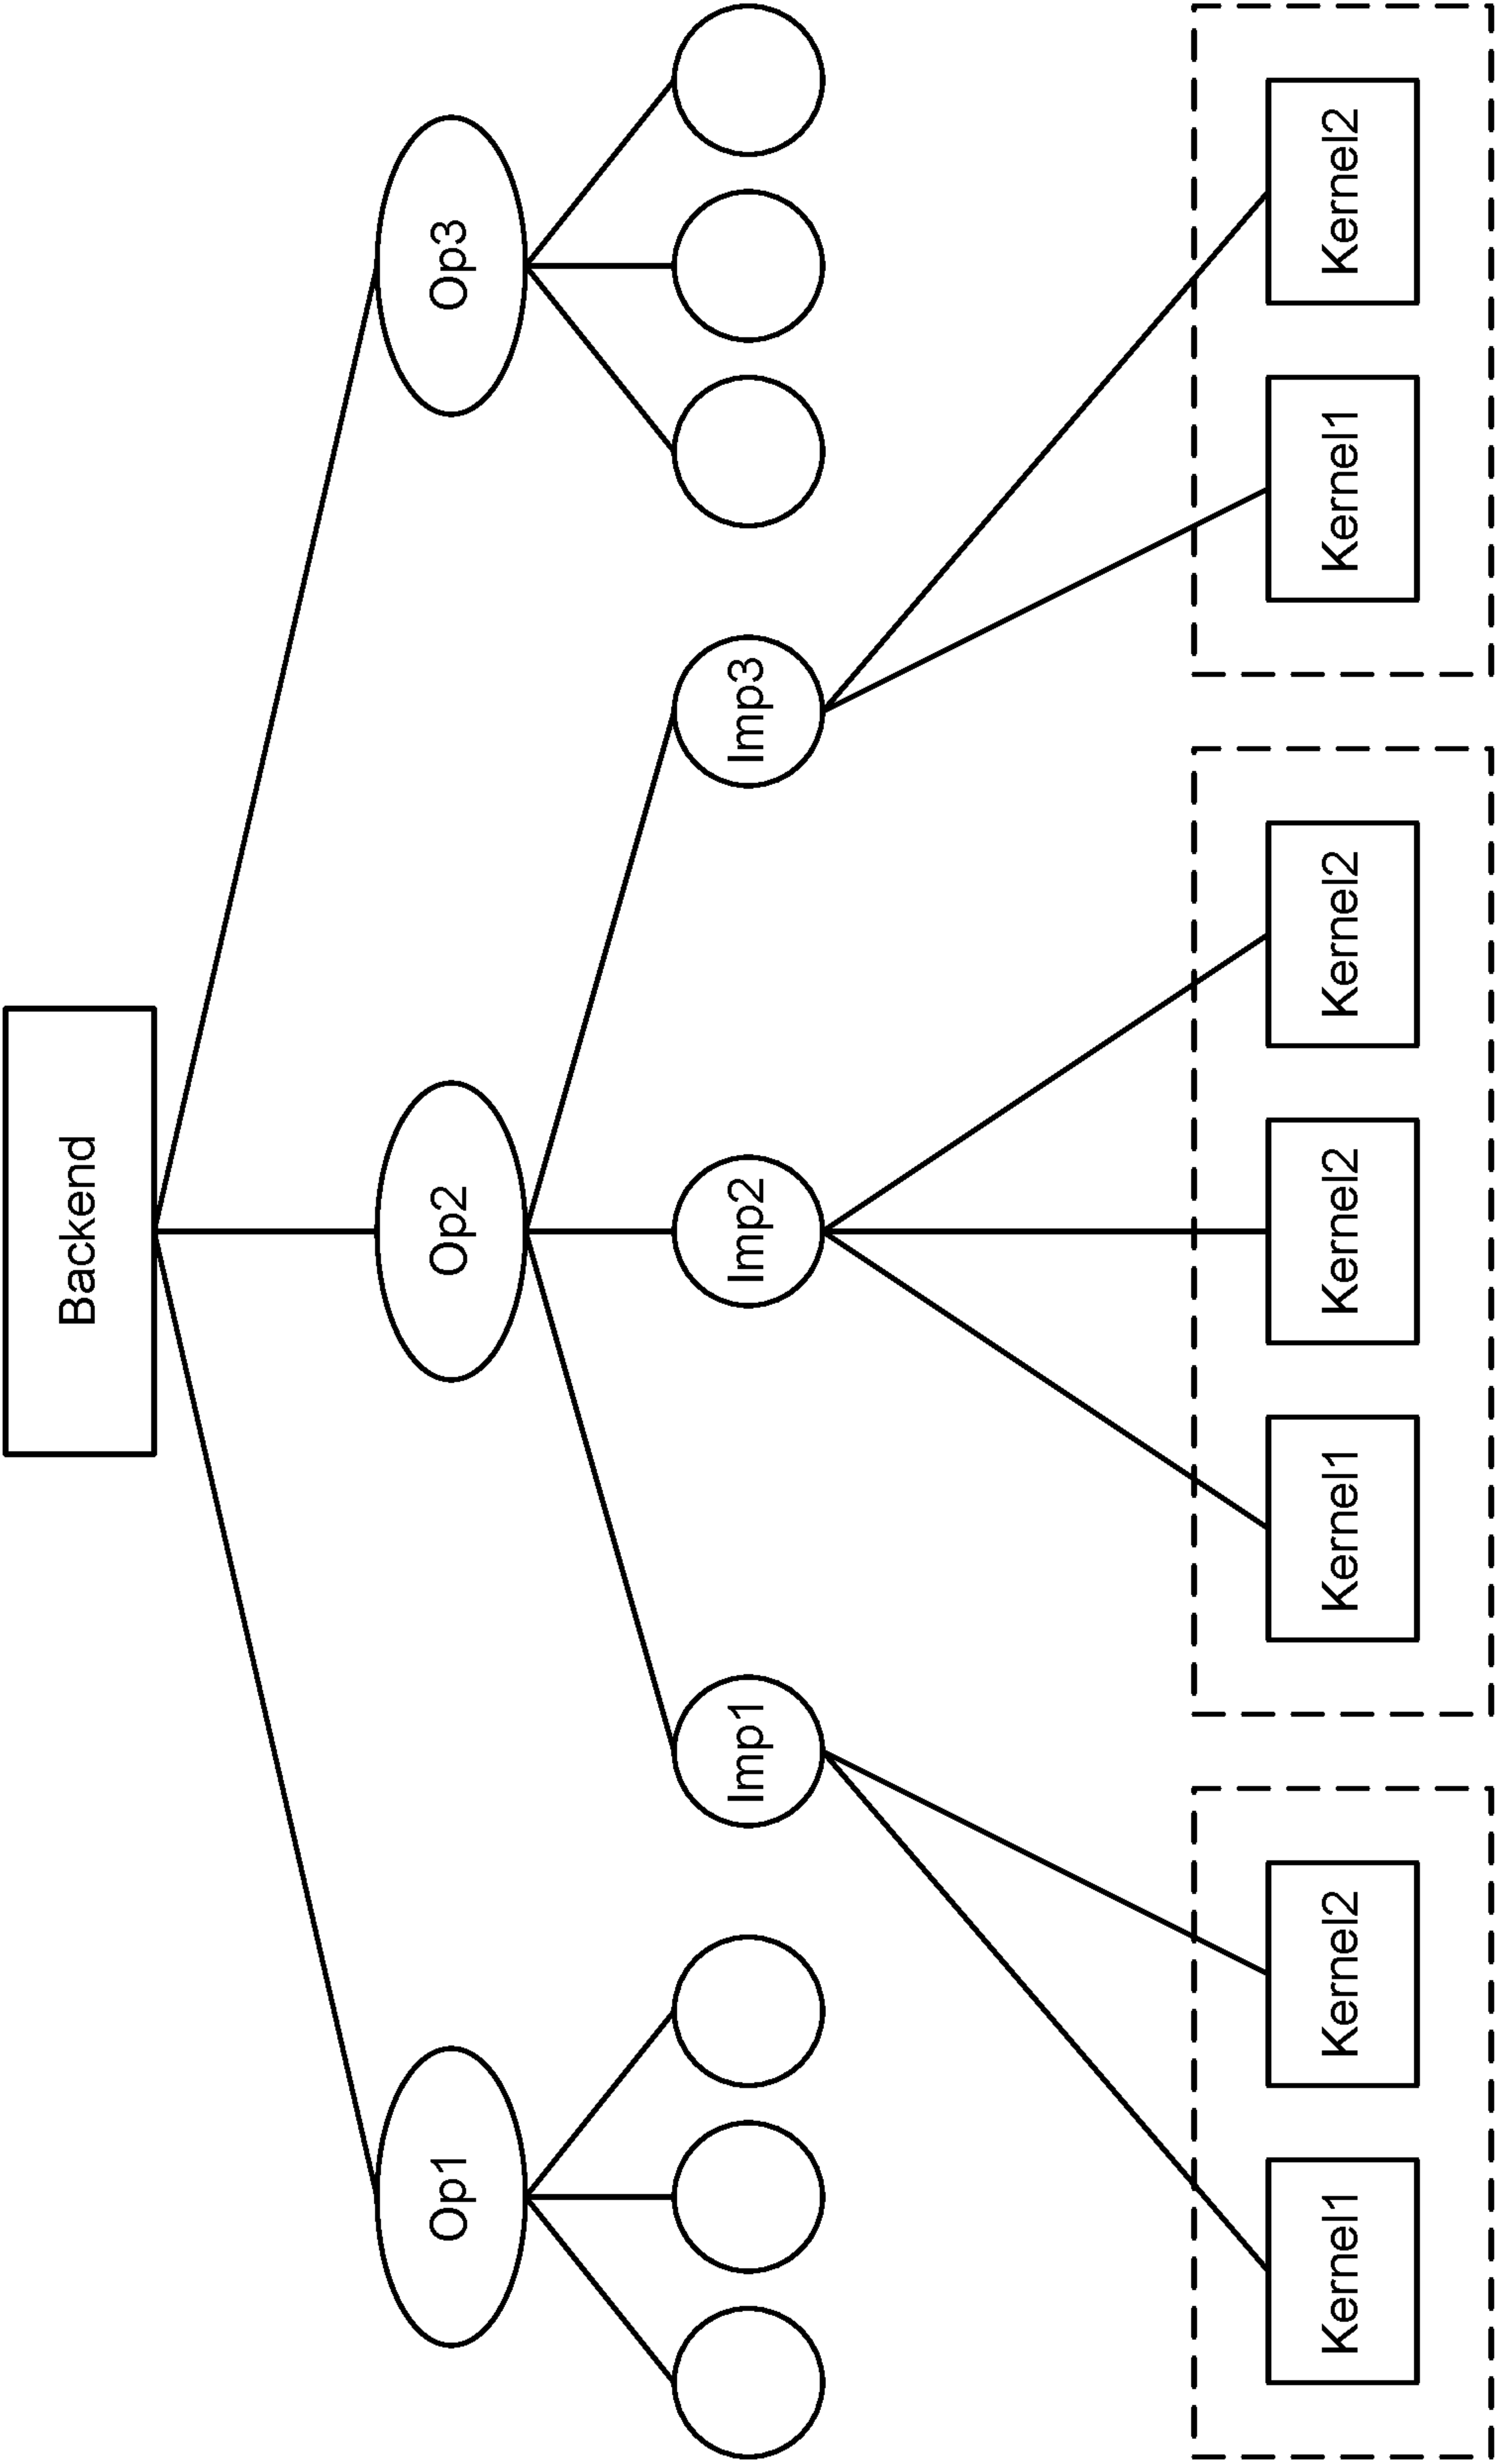 Backend
Op1
Op2
Op3
Imp1
Imp2
Imp3
Kernel1
Kernel2
Kernel1
Kernel2
Kernel2
Kernel1
Kernel2